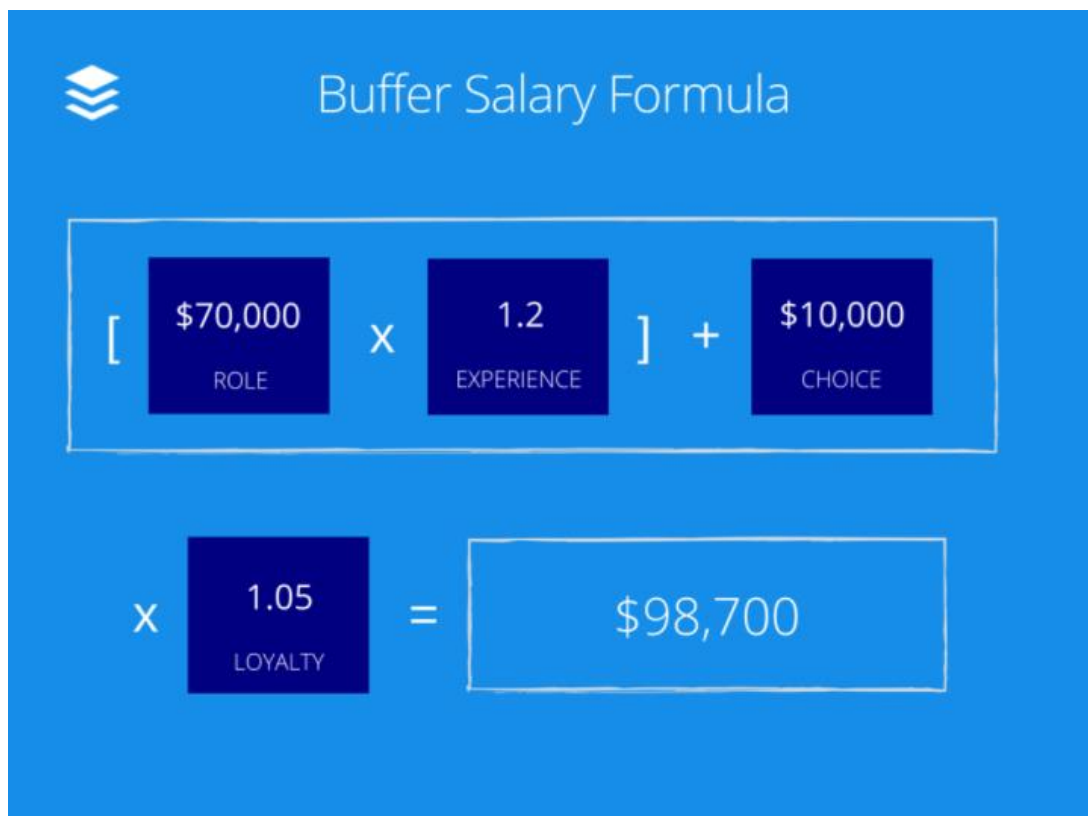 Buffer Salary Formula
[ $70,000 x 1.2 ] + $10,000
ROLE EXPERIENCE CHOICE
x 1.05 = $98,700
LOYALTY